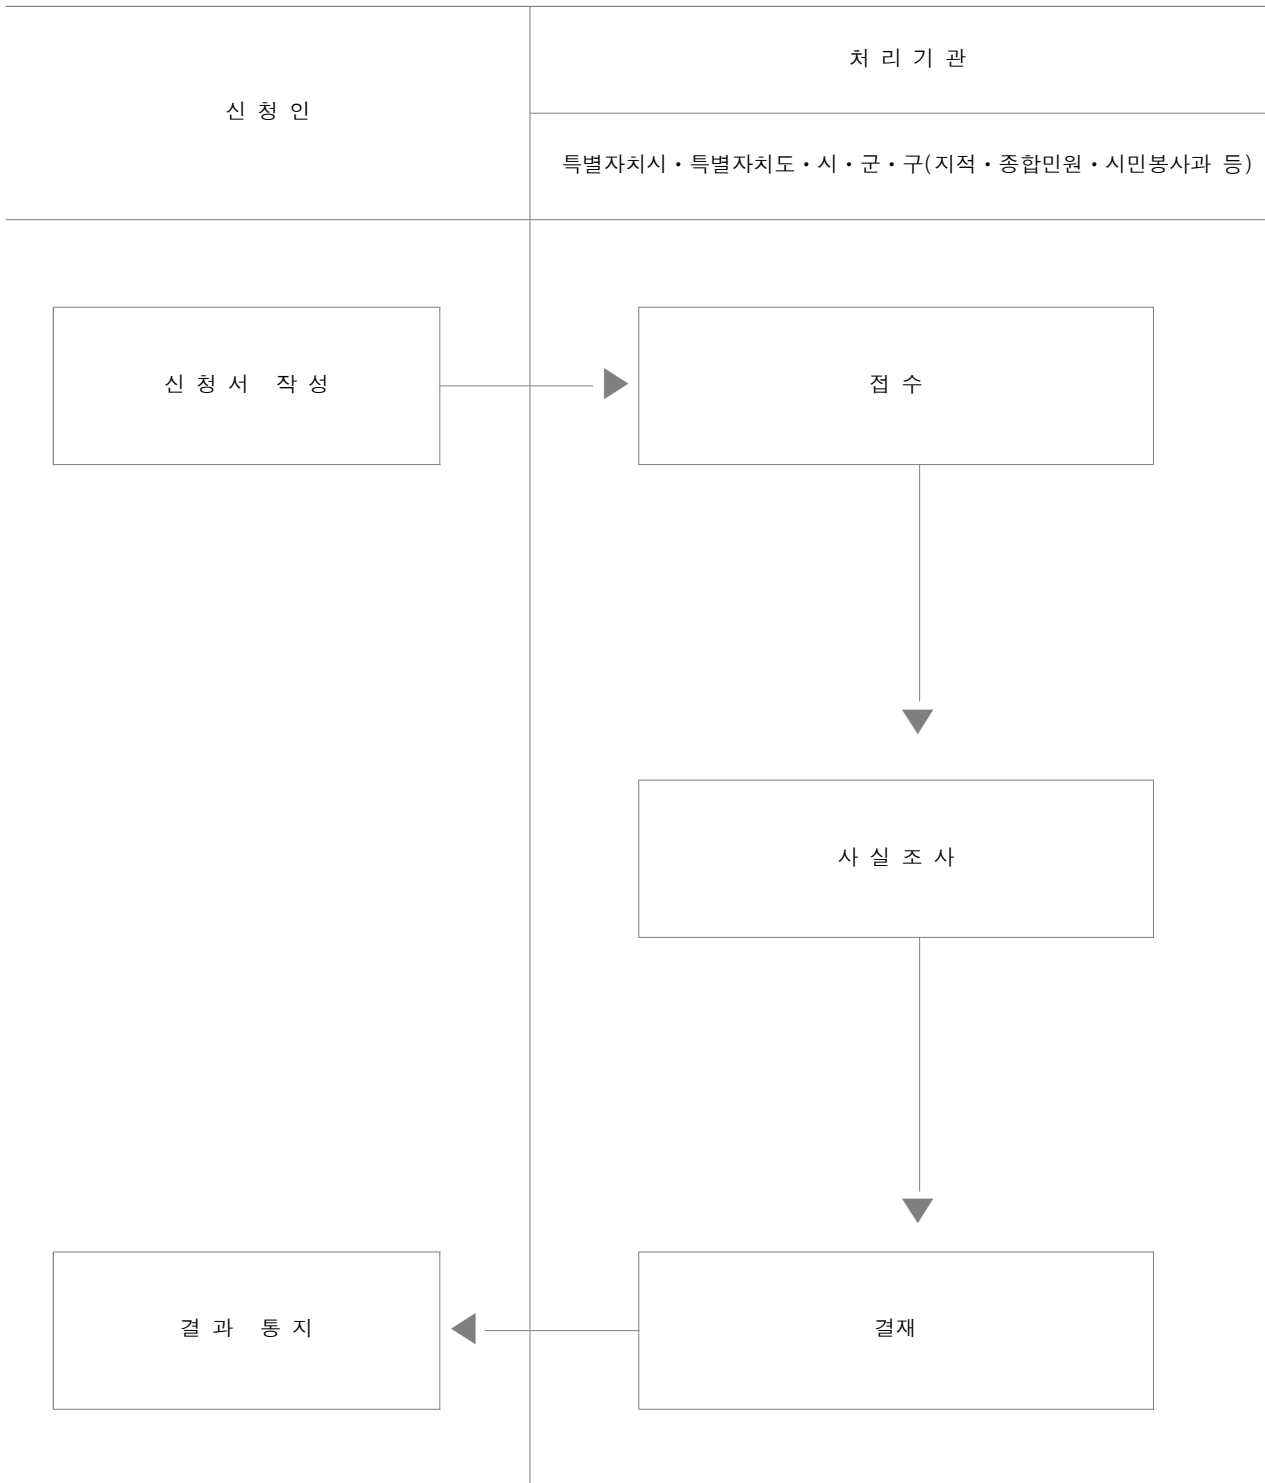 신 청 인
처 리 기 관
특별자치시・특별자치도・시・군・구(지적・종합민원・시민봉사과 등)
신 청 서 작 성
접 수
사 실 조 사
결 과 통 지
결재